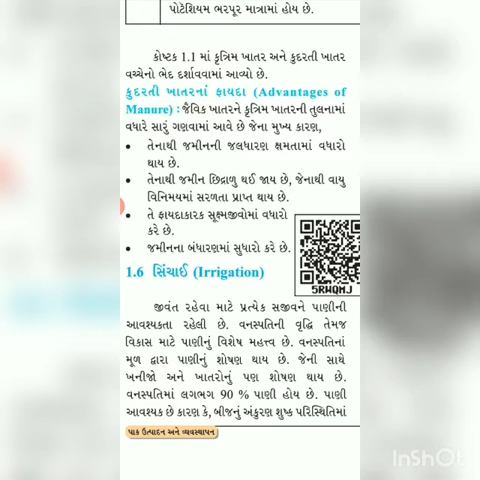 પોટૅશિયમ ભરપૂર માત્રામાં હોય છે.
કોષ્ટક 1.1 માં કૃત્રિમ ખાતર અને કુદરતી ખાતર
વચ્ચેનો ભેદ દર્શાવવામાં આવ્યો છે.
કુદરતી ખાતરનાં ફાયદા (Advantages of
Manure) : જૈવિક ખાતરને કૃત્રિમ ખાતરની તુલનામાં
વધારે સારું ગણવામાં આવે છે જેના મુખ્ય કારણ,
• તેનાથી જમીનની જલધારણ ક્ષમતામાં વધારો
થાય છે.
• તેનાથી જમીન છિદ્રાળુ થઈ જાય છે, જેનાથી વાયુ
વિનિમયમાં સરળતા પ્રાપ્ત થાય છે.
• તે ફાયદાકારક સૂક્ષ્મજીવોમાં વધારો
કરે છે.
• જમીનના બંધારણમાં સુધારો કરે છે.
5RWQMJ
1.6 સિંચાઈ (Irrigation)
જીવંત રહેવા માટે પ્રત્યેક સજીવને પાણીની
આવશ્યકતા રહેલી છે. વનસ્પતિની વૃદ્ધિ તેમજ
વિકાસ માટે પાણીનું વિશેષ મહત્ત્વ છે. વનસ્પતિનાં
મૂળ દ્વારા પાણીનું શોષણ થાય છે. જેની સાથે
ખનીજો અને ખાતરોનું પણ શોષણ થાય છે.
વનસ્પતિમાં લગભગ 90 % પાણી હોય છે. પાણી
આવશ્યક છે કારણ કે, બીજનું અંકુરણ શુષ્ક પરિસ્થિતિમાં
પાક ઉત્પાદન અને વ્યવસ્થાપન
InShOt